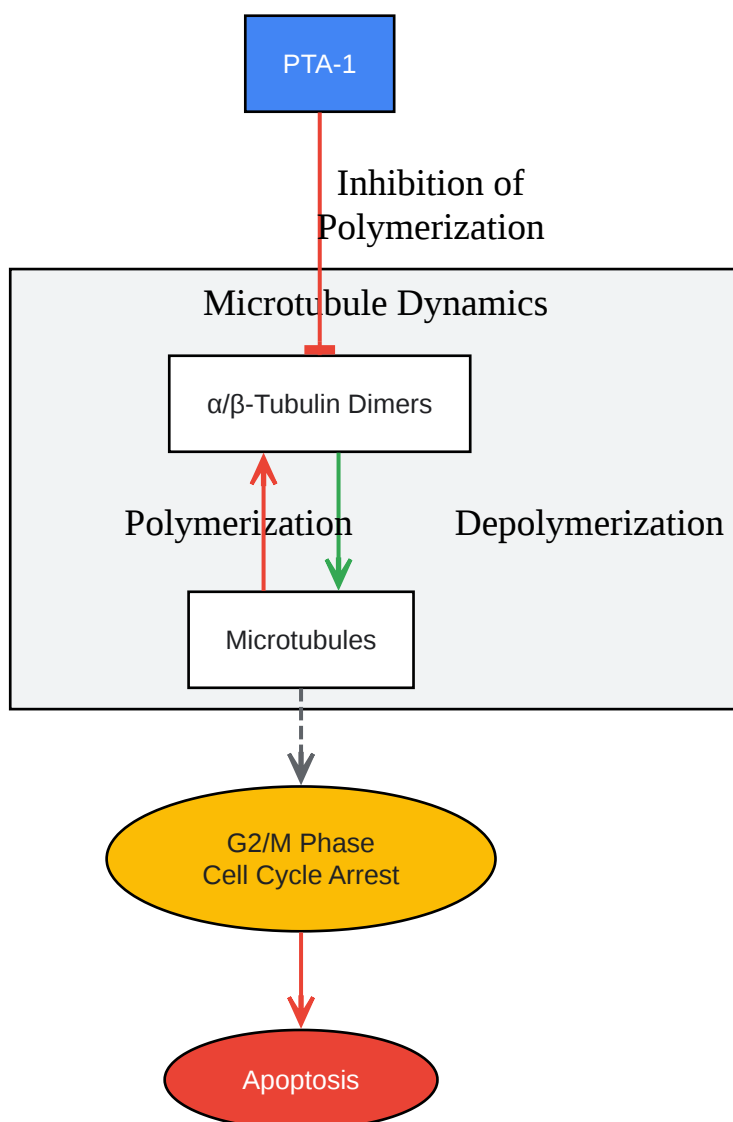 PTA-1
Inhibition of
Polymerization
Microtubule Dynamics
α/β-Tubulin Dimers
Polymerization
Depolymerization
Microtubules
G2/M Phase
Cell Cycle Arrest
Apoptosis